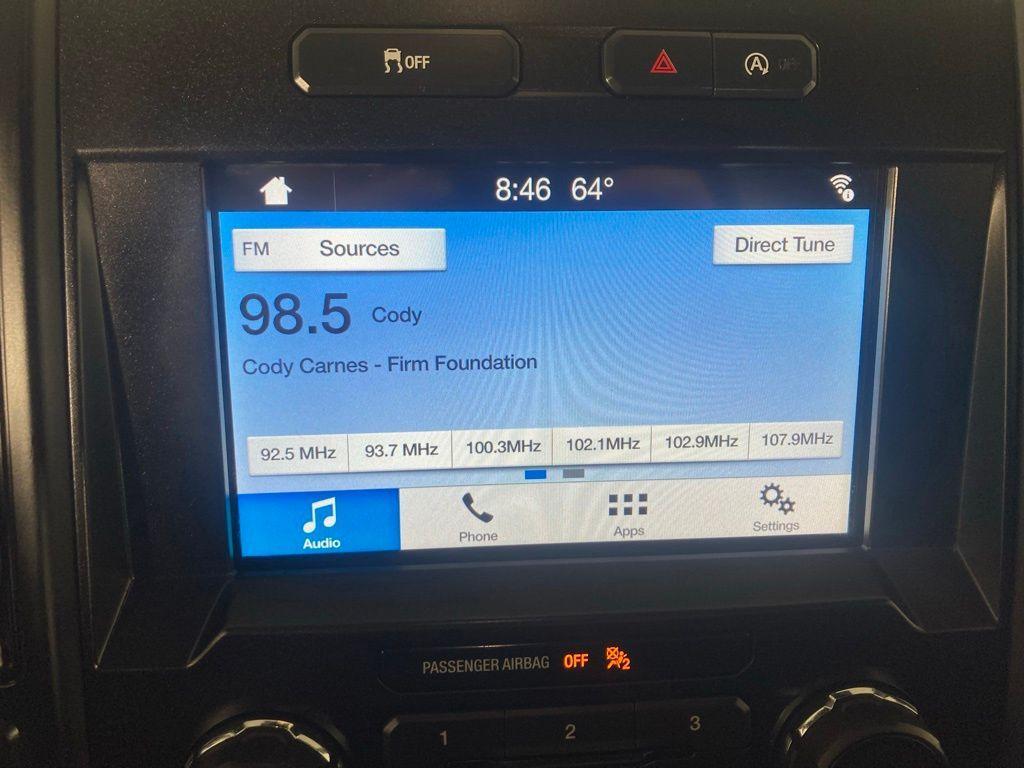 OFF
A
8:46 64°
FM Sources
Direct Tune
98.5 Cody
Cody Carnes - Firm Foundation
92.5 MHz 93.7 MHz 100.3MHz 102.1MHz 102.9MHz 107.9MHz
Audio Phone Apps Settings
PASSENGER AIRBAG OFF 2
1 2 3